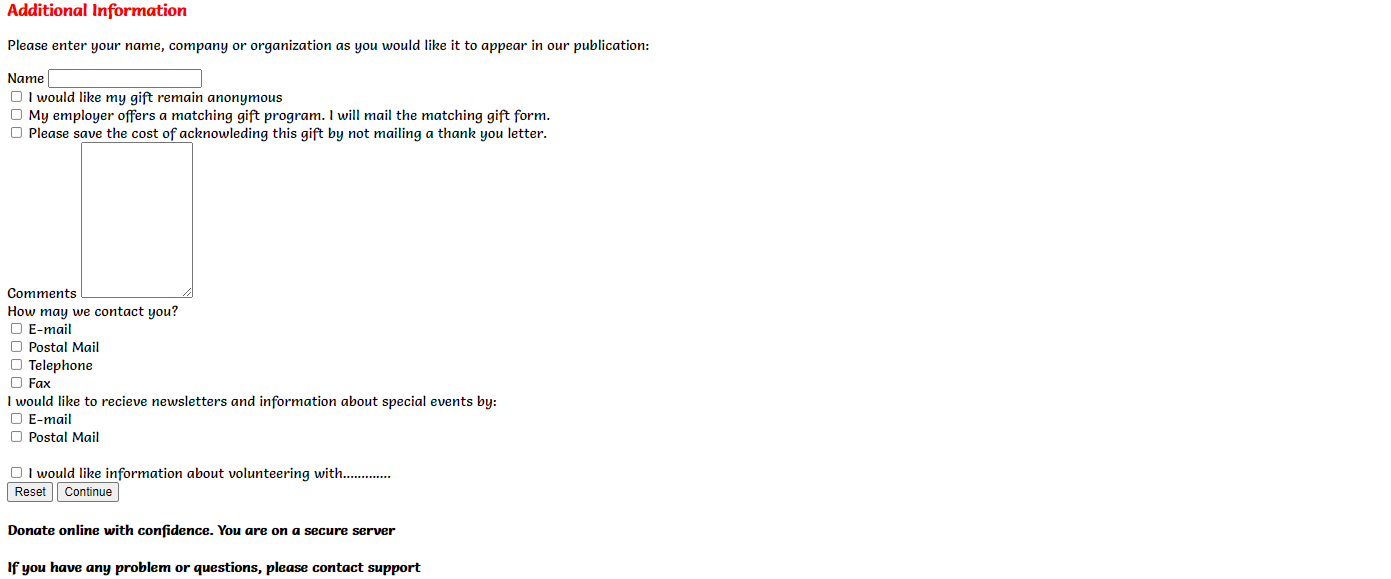 Additional Information
Please enter your name, company or organization as you would like it to appear in our publication:
Name
I would like my gift remain anonymous
My employer offers a matching gift program. I will mail the matching gift form.
Please save the cost of acknowleding this gift by not mailing a thank you letter.
Comments
How may we contact you?
E-mail
Postal Mail
Telephone
Fax
I would like to recieve newsletters and information about special events by:
E-mail
Postal Mail
I would like information about volunteering with.............
Reset Continue
Donate online with confidence. You are on a secure server
If you have any problem or questions, please contact support